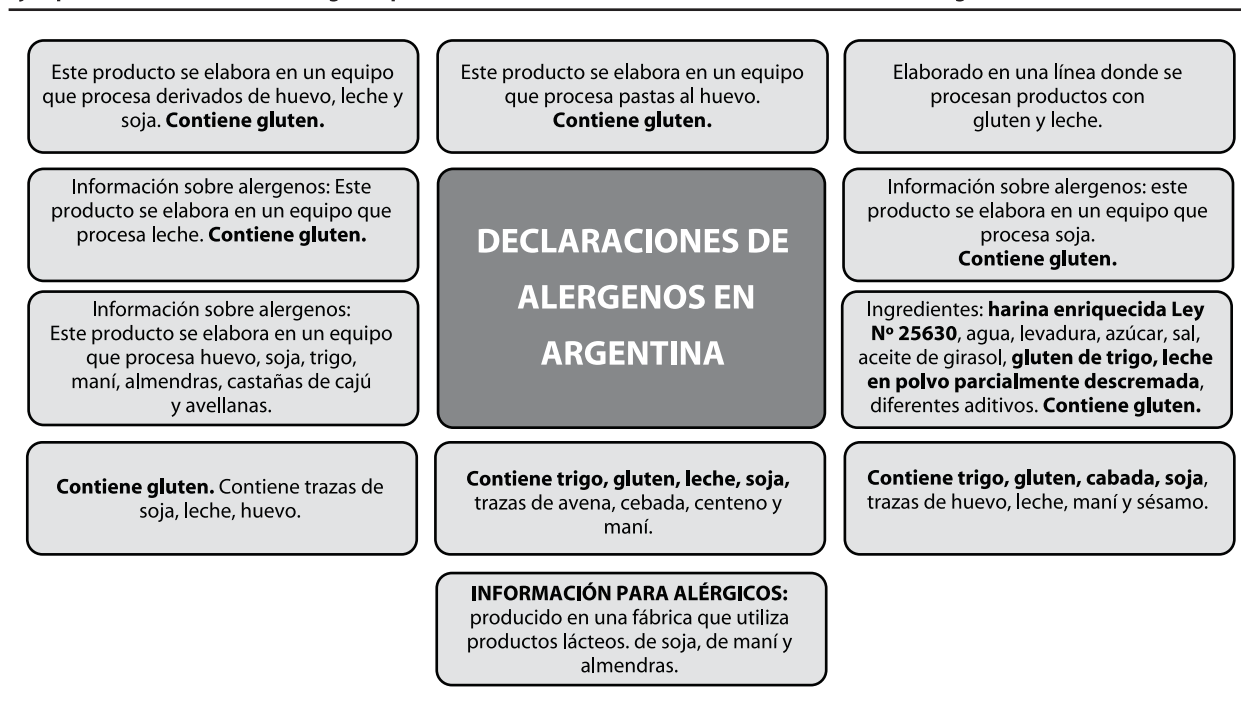 Este producto se elabora en un equipo
que procesa derivados de huevo, leche y
soja. Contiene gluten.
Este producto se elabora en un equipo
que procesa pastas al huevo.
Contiene gluten.
Elaborado en una línea donde se
procesan productos con
gluten y leche.
Información sobre alergenos: Este
producto se elabora en un equipo que
procesa leche. Contiene gluten.
DECLARACIONES DE
ALERGENOS EN
ARGENTINA
Información sobre alergenos: este
producto se elabora en un equipo que
procesa soja.
Contiene gluten.
Información sobre alergenos:
Este producto se elabora en un equipo
que procesa huevo, soja, trigo,
maní, almendras, castañas de cajú
y avellanas.
Ingredientes: harina enriquecida Ley
Nº 25630, agua, levadura, azúcar, sal,
aceite de girasol, gluten de trigo, leche
en polvo parcialmente descremada,
diferentes aditivos. Contiene gluten.
Contiene gluten. Contiene trazas de
soja, leche, huevo.
Contiene trigo, gluten, leche, soja,
trazas de avena, cebada, centeno y
maní.
Contiene trigo, gluten, cabada, soja,
trazas de huevo, leche, maní y sésamo.
INFORMACIÓN PARA ALÉRGICOS:
producido en una fábrica que utiliza
productos lácteos. de soja, de maní y
almendras.